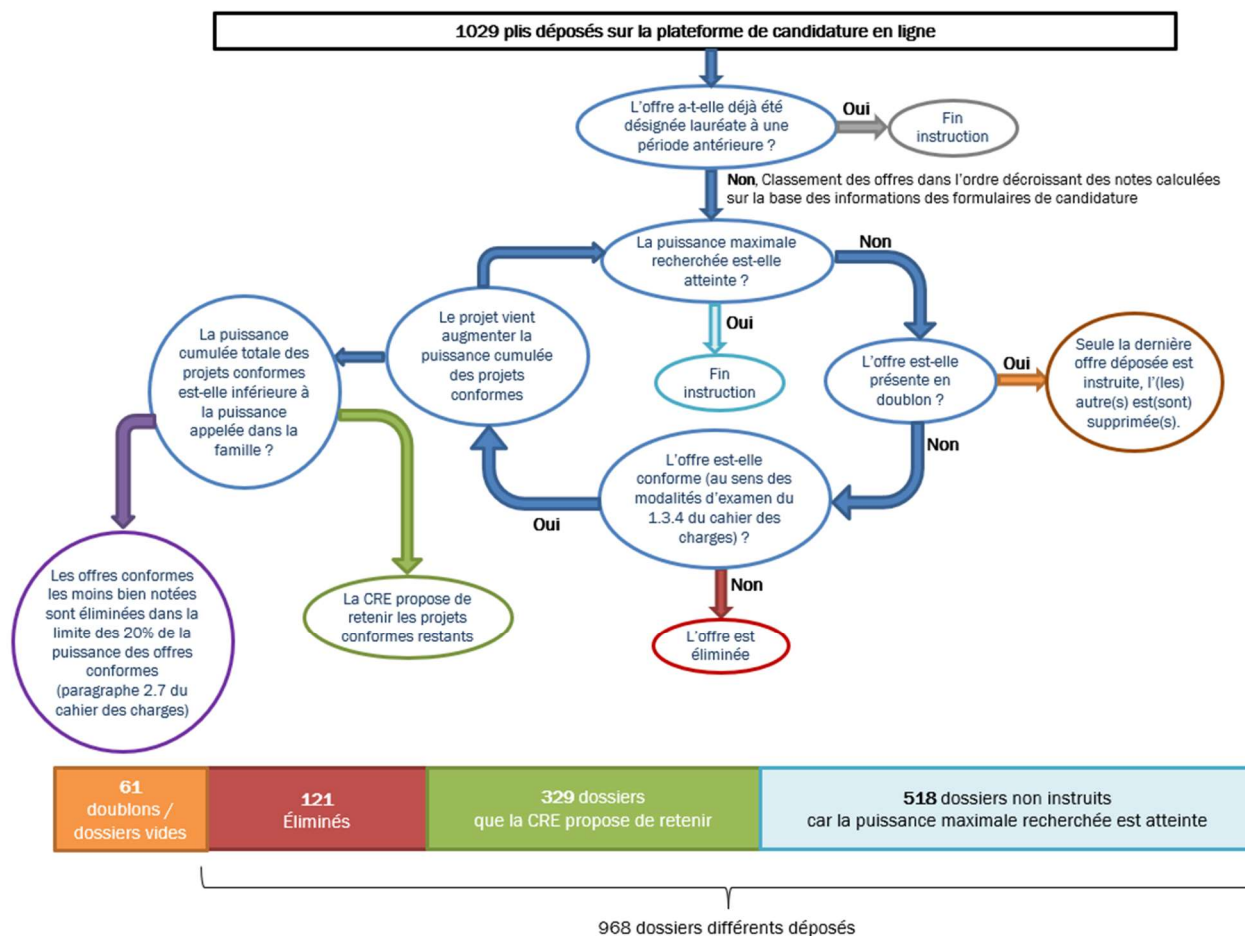 1029 plis déposés sur la plateforme de candidature en ligne
L'offre a-t-elle déjà été
désignée lauréate à une
période antérieure ?
Oui
Fin
instruction
Non, Classement des offres dans l'ordre décroissant des notes calculées
sur la base des informations des formulaires de candidature
La puissance maximale
recherchée est-elle
atteinte ?
Non
Oui
Fin
instruction
L'offre est-elle
présente en
doublon ?
Oui
Seule la dernière
offre déposée est
instruite, l'(les)
autre(s) est(sont)
supprimée(s).
Non
L'offre est-elle
conforme (au sens des
modalités d'examen du
1.3.4 du cahier des
charges) ?
Oui
Non
L'offre est
éliminée
Le projet vient
augmenter la
puissance cumulée
des projets
conformes
La puissance
cumulée totale des
projets conformes
est-elle inférieure à
la puissance
appelée dans la
famille ?
La CRE propose de
retenir les projets
conformes restants
Les offres conformes
les moins bien notées
sont éliminées dans la
limite des 20% de la
puissance des offres
conformes
(paragraphe 2.7 du
cahier des charges)
61
doublons /
dossiers vides
121
Éliminés
329 dossiers
que la CRE propose de retenir
518 dossiers non instruits
car la puissance maximale recherchée est atteinte
968 dossiers différents déposés